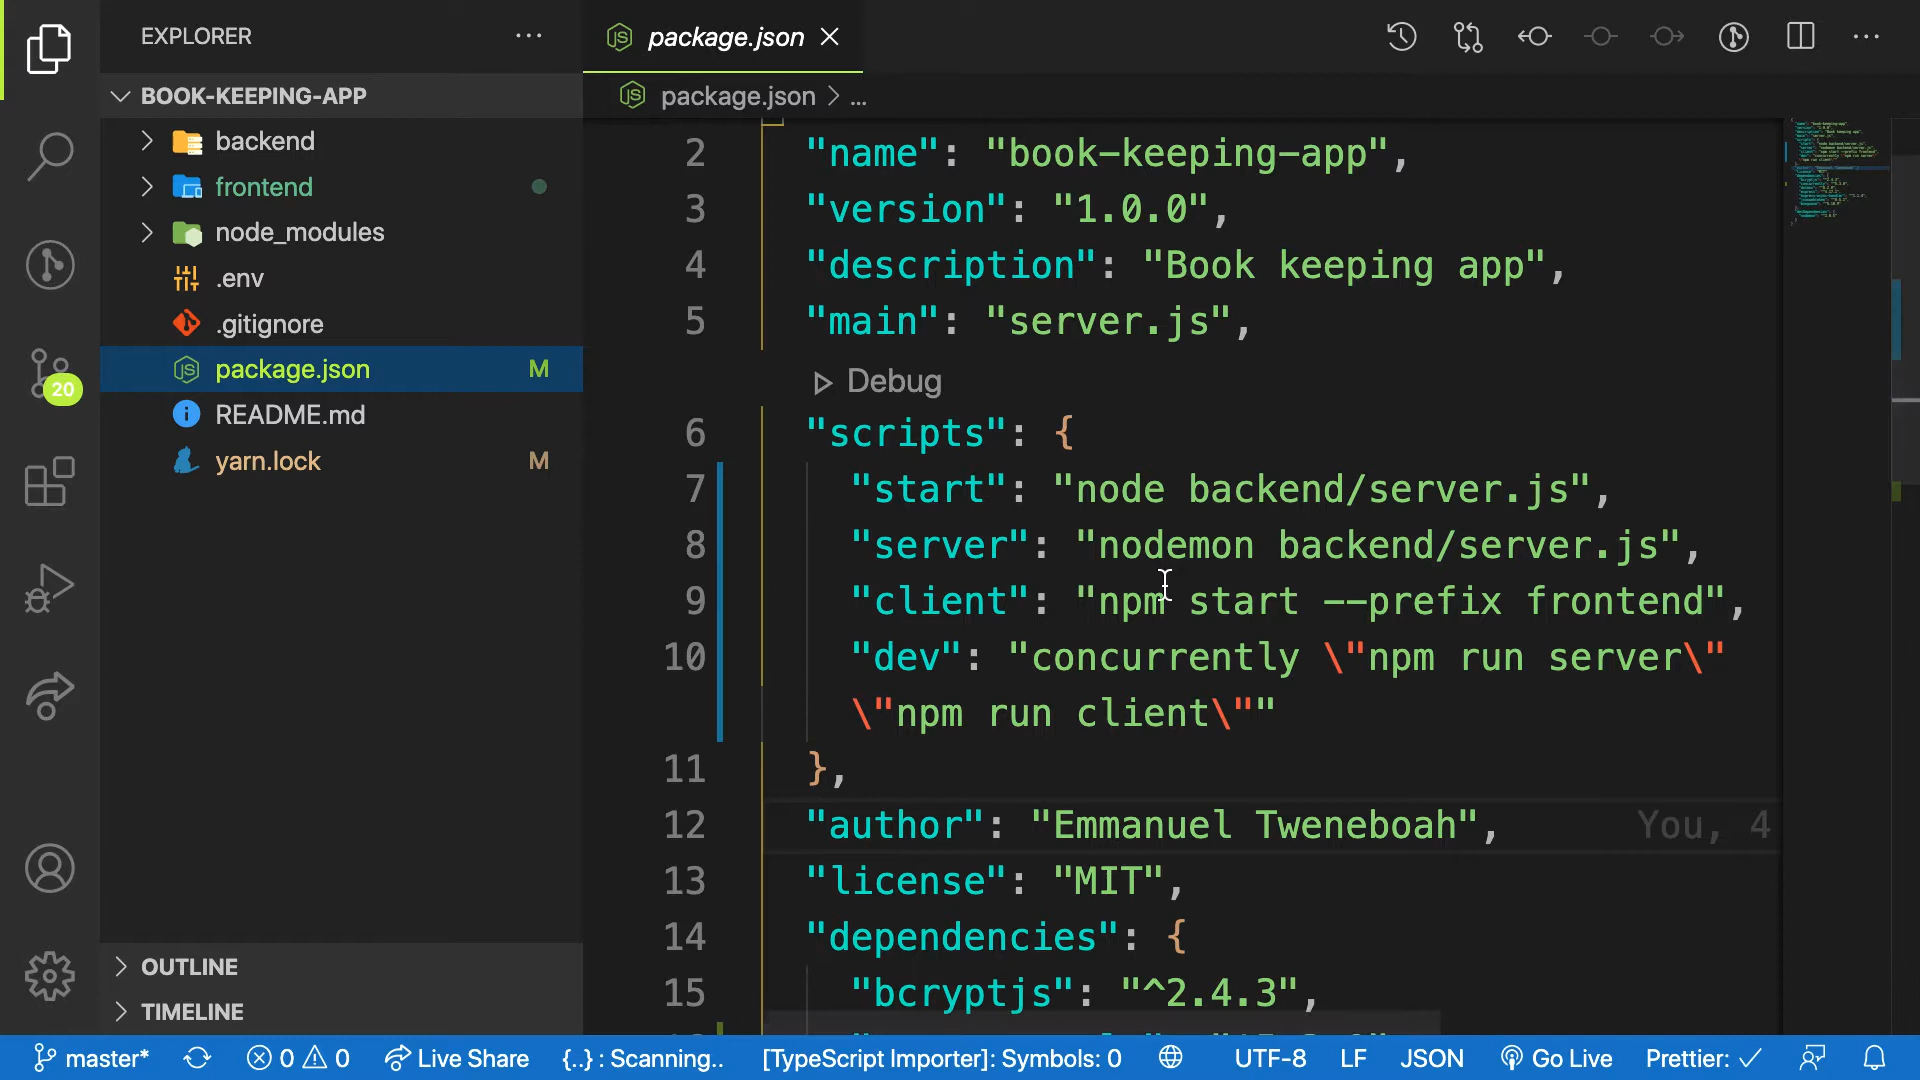 EXPLORER
package.json
BOOK-KEEPING-APP
package.json > ...
backend
frontend
node_modules
.env
.gitignore
package.json M
README.md
yarn.lock M
20
OUTLINE
TIMELINE
2 "name": "book-keeping-app",
3 "version": "1.0.0",
4 "description": "Book keeping app",
5 "main": "server.js",
Debug
6 "scripts": {
7 "start": "node backend/server.js",
8 "server": "nodemon backend/server.js",
9 "client": "npm start --prefix frontend",
10 "dev": "concurrently \"npm run server\"
\"npm run client\""
11 },
12 "author": "Emmanuel Tweneboah", You, 4
13 "license": "MIT",
14 "dependencies": {
15 "bcryptjs": "^2.4.3",
master* 0 0 Live Share {..} : Scanning.. [TypeScript Importer]: Symbols: 0 UTF-8 LF JSON Go Live Prettier: ✓